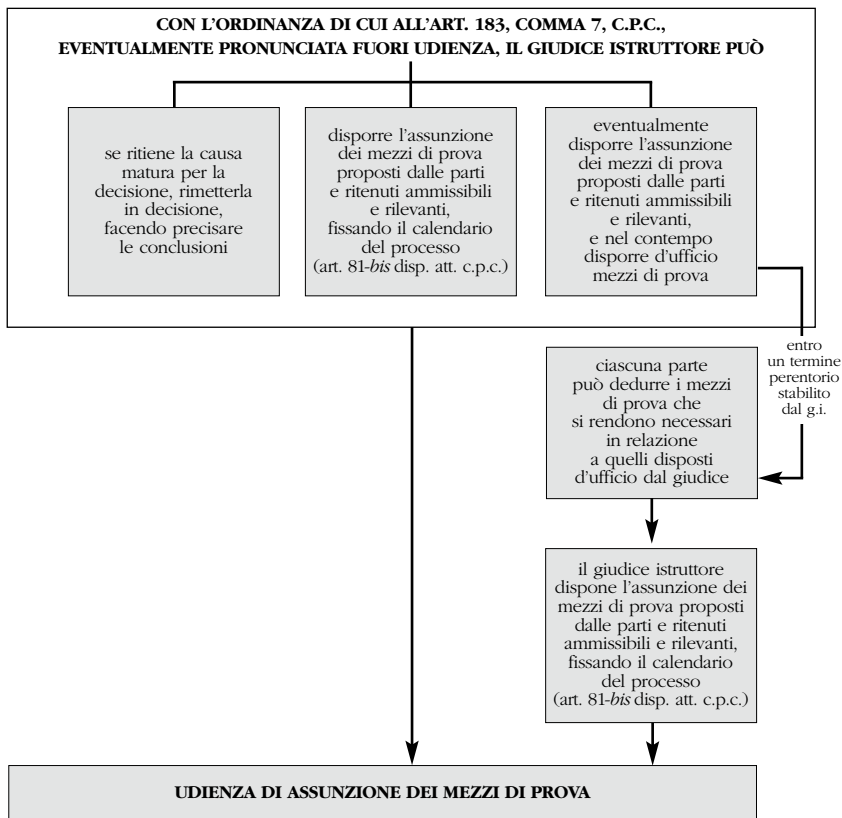 CON L'ORDINANZA DI CUI ALL'ART. 183, COMMA 7, C.P.C.,
EVENTUALMENTE PRONUNCIATA FUORI UDIENZA, IL GIUDICE ISTRUTTORE PUÒ
se ritiene la causa
matura per la
decisione, rimetterla
in decisione,
facendo precisare
le conclusioni
disporre l'assunzione
dei mezzi di prova
proposti dalle parti
e ritenuti ammissibili
e rilevanti,
fissando il calendario
del processo
(art. 81-bis disp. att. c.p.c.)
eventualmente
disporre l'assunzione
dei mezzi di prova
proposti dalle parti
e ritenuti ammissibili
e rilevanti,
e nel contempo
disporre d'ufficio
mezzi di prova
entro
un termine
perentorio
stabilito
dal g.i.
ciascuna parte
può dedurre i mezzi
di prova che
si rendono necessari
in relazione
a quelli disposti
d'ufficio dal giudice
il giudice istruttore
dispone l'assunzione dei
mezzi di prova proposti
dalle parti e ritenuti
ammissibili e rilevanti,
fissando il calendario
del processo
(art. 81-bis disp. att. c.p.c.)
UDIENZA DI ASSUNZIONE DEI MEZZI DI PROVA